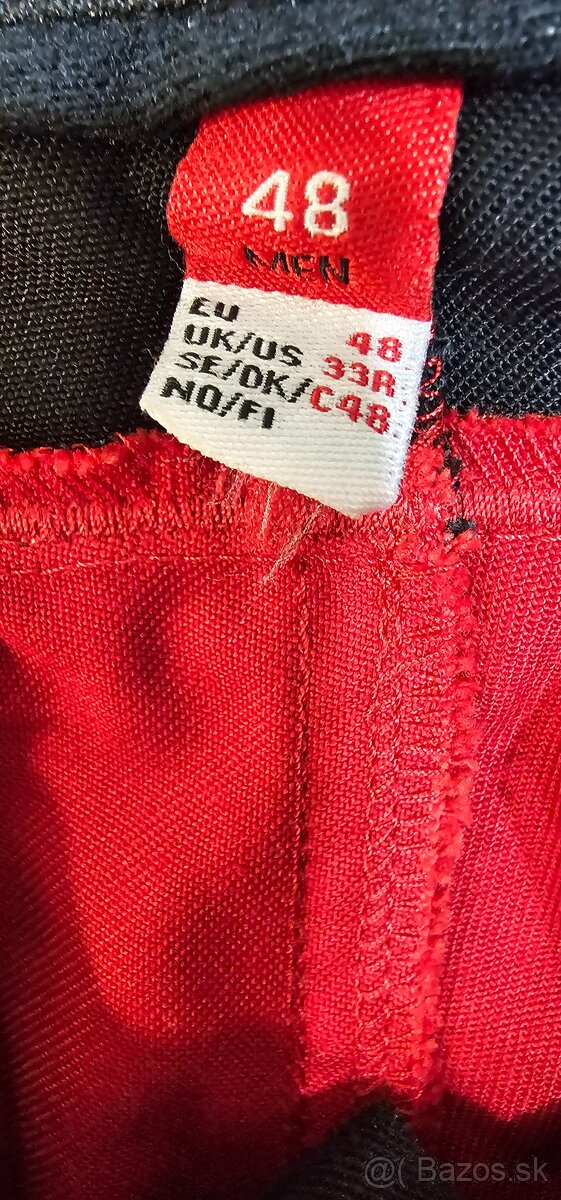 48
MEN
EU 48
UK/US 33R
SE/DK/ C48
NO/FI
@( Bazos.sk